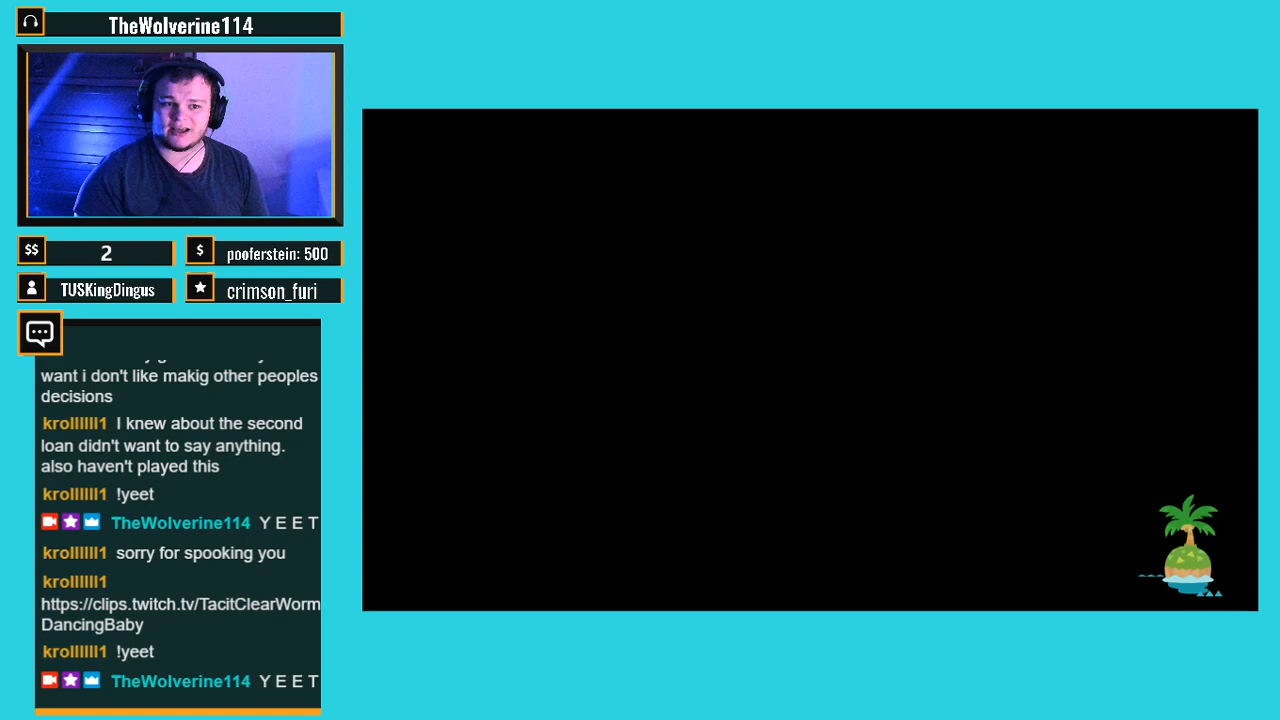 TheWolverine114
$$
2
$
pooferstein: 500
TUSKingDingus
crimson_furi
want i don't like makig other peoples
decisions
krollllll1 I knew about the second
loan didn't want to say anything.
also haven't played this
krollllll1 !yeet
TheWolverine114 Y E E T
krollllll1 sorry for spooking you
krollllll1
https://clips.twitch.tv/TacitClearWorm
DancingBaby
krollllll1 !yeet
TheWolverine114 Y E E T